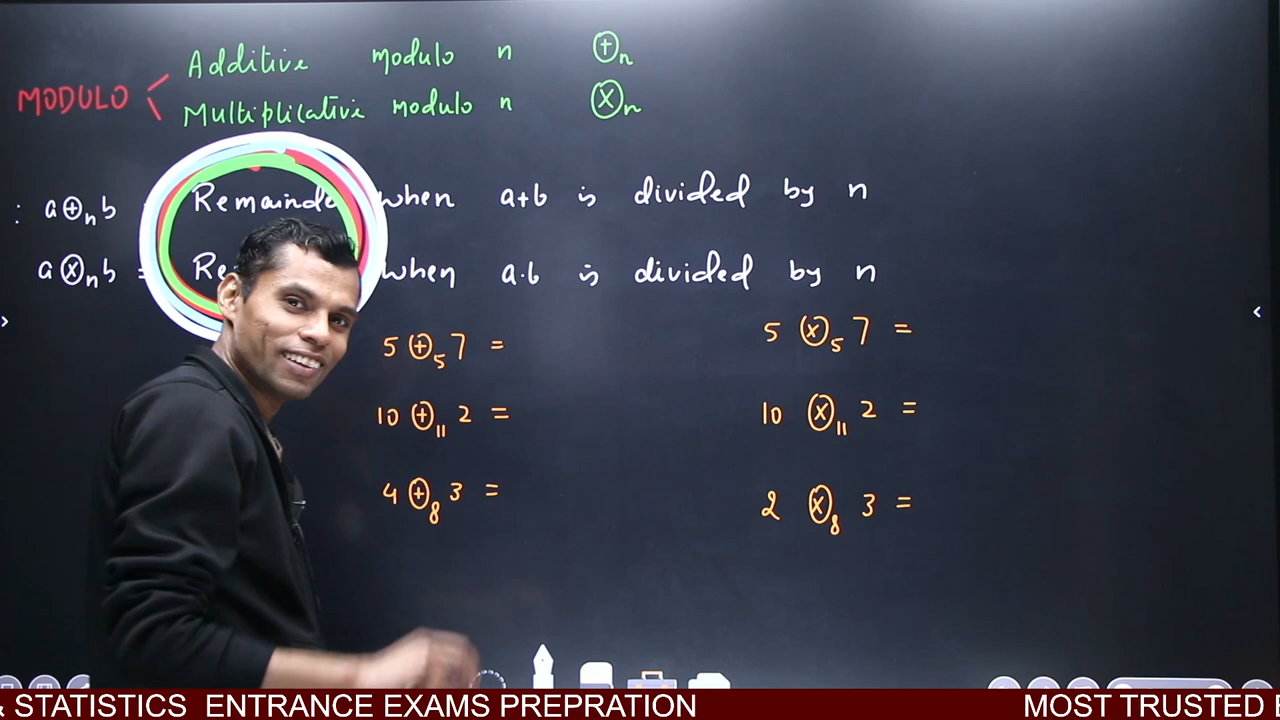 MODULO
Additive modulo n ⊕n
Multiplicative modulo n ⊗n
: a⊕n b = Remainde when a+b is divided by n
a⊗n b = Re when a·b is divided by n
5 ⊕5 7 =
5 ⊗5 7 =
10 ⊕11 2 =
10 ⊗11 2 =
4 ⊕8 3 =
2 ⊗8 3 =
& STATISTICS ENTRANCE EXAMS PREPRATION MOST TRUSTED